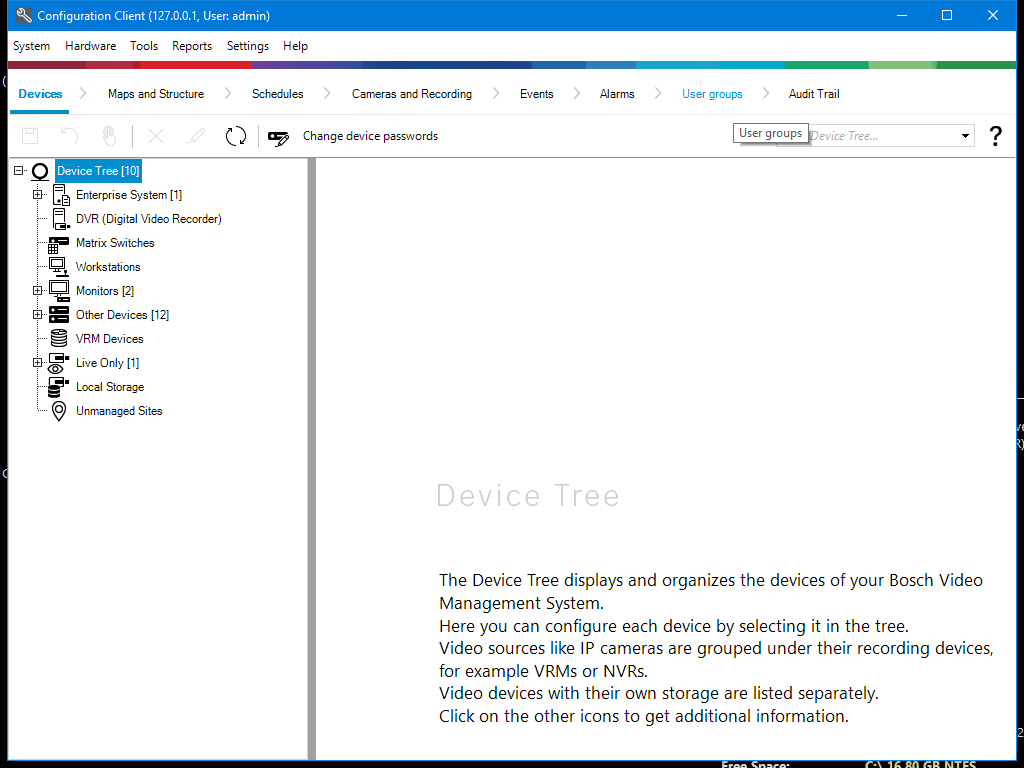 Configuration Client (127.0.0.1, User: admin)
System Hardware Tools Reports Settings Help
Devices Maps and Structure Schedules Cameras and Recording Events Alarms User groups Audit Trail
Change device passwords User groups Device Tree... ?
Device Tree [10]
Enterprise System [1]
DVR (Digital Video Recorder)
Matrix Switches
Workstations
Monitors [2]
Other Devices [12]
VRM Devices
Live Only [1]
Local Storage
Unmanaged Sites
Device Tree
The Device Tree displays and organizes the devices of your Bosch Video
Management System.
Here you can configure each device by selecting it in the tree.
Video sources like IP cameras are grouped under their recording devices,
for example VRMs or NVRs.
Video devices with their own storage are listed separately.
Click on the other icons to get additional information.
Free Space: C:\ 16.80 GB NTFS